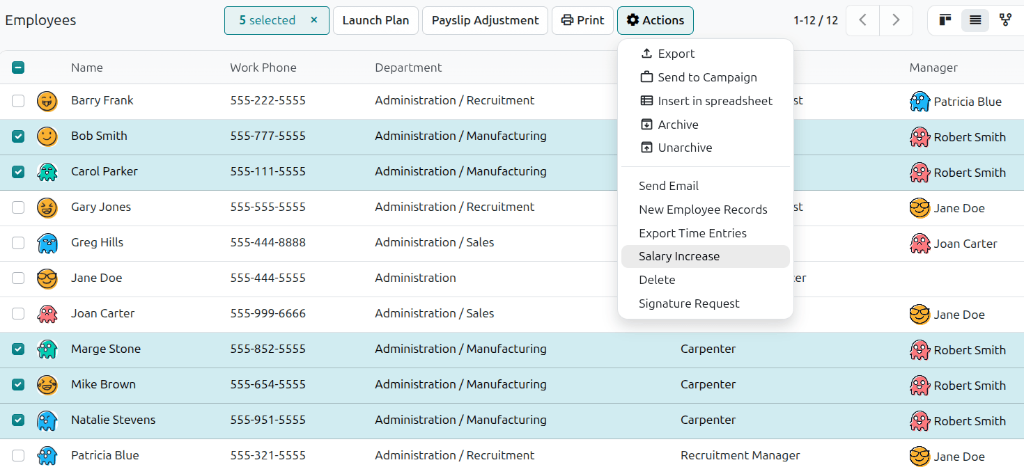 Employees 5 selected × Launch Plan Payslip Adjustment Print Actions 1-12 / 12
Export
Send to Campaign
Insert in spreadsheet
Archive
Unarchive
Send Email
New Employee Records
Export Time Entries
Salary Increase
Delete
Signature Request
Name Work Phone Department Manager
Barry Frank 555-222-5555 Administration / Recruitment Patricia Blue
Bob Smith 555-777-5555 Administration / Manufacturing Robert Smith
Carol Parker 555-111-5555 Administration / Manufacturing Robert Smith
Gary Jones 555-555-5555 Administration / Recruitment Jane Doe
Greg Hills 555-444-8888 Administration / Sales Joan Carter
Jane Doe 555-444-5555 Administration
Joan Carter 555-999-6666 Administration / Sales Jane Doe
Marge Stone 555-852-5555 Administration / Manufacturing Carpenter Robert Smith
Mike Brown 555-654-5555 Administration / Manufacturing Carpenter Robert Smith
Natalie Stevens 555-951-5555 Administration / Manufacturing Carpenter Robert Smith
Patricia Blue 555-321-5555 Administration / Recruitment Recruitment Manager Jane Doe